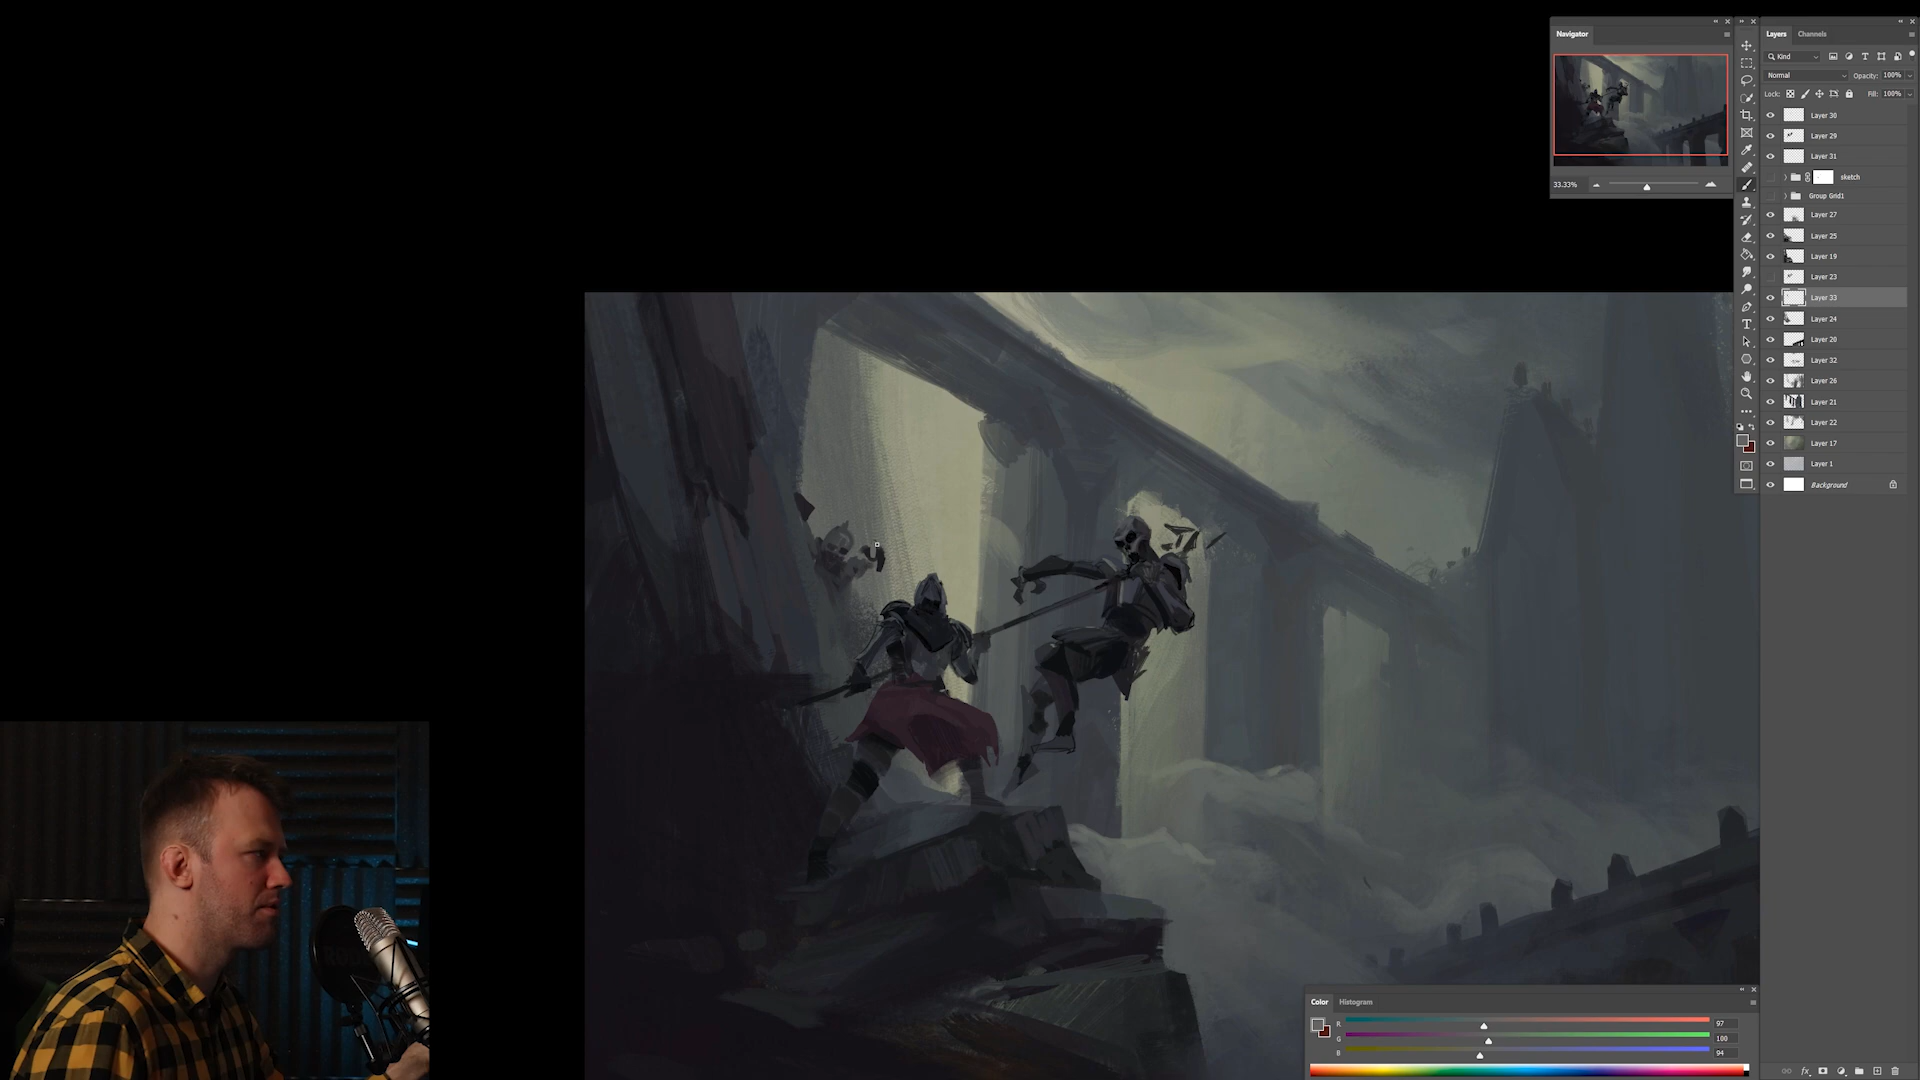 Navigator
33.33%
Layers Channels
Kind
Normal Opacity: 100%
Lock: Fill: 100%
Layer 30
Layer 29
Layer 31
sketch
Group Grid1
Layer 27
Layer 25
Layer 19
Layer 23
Layer 33
Layer 24
Layer 20
Layer 32
Layer 26
Layer 21
Layer 22
Layer 17
Layer 1
Background
Color Histogram
R 97
G 100
B 94
fx